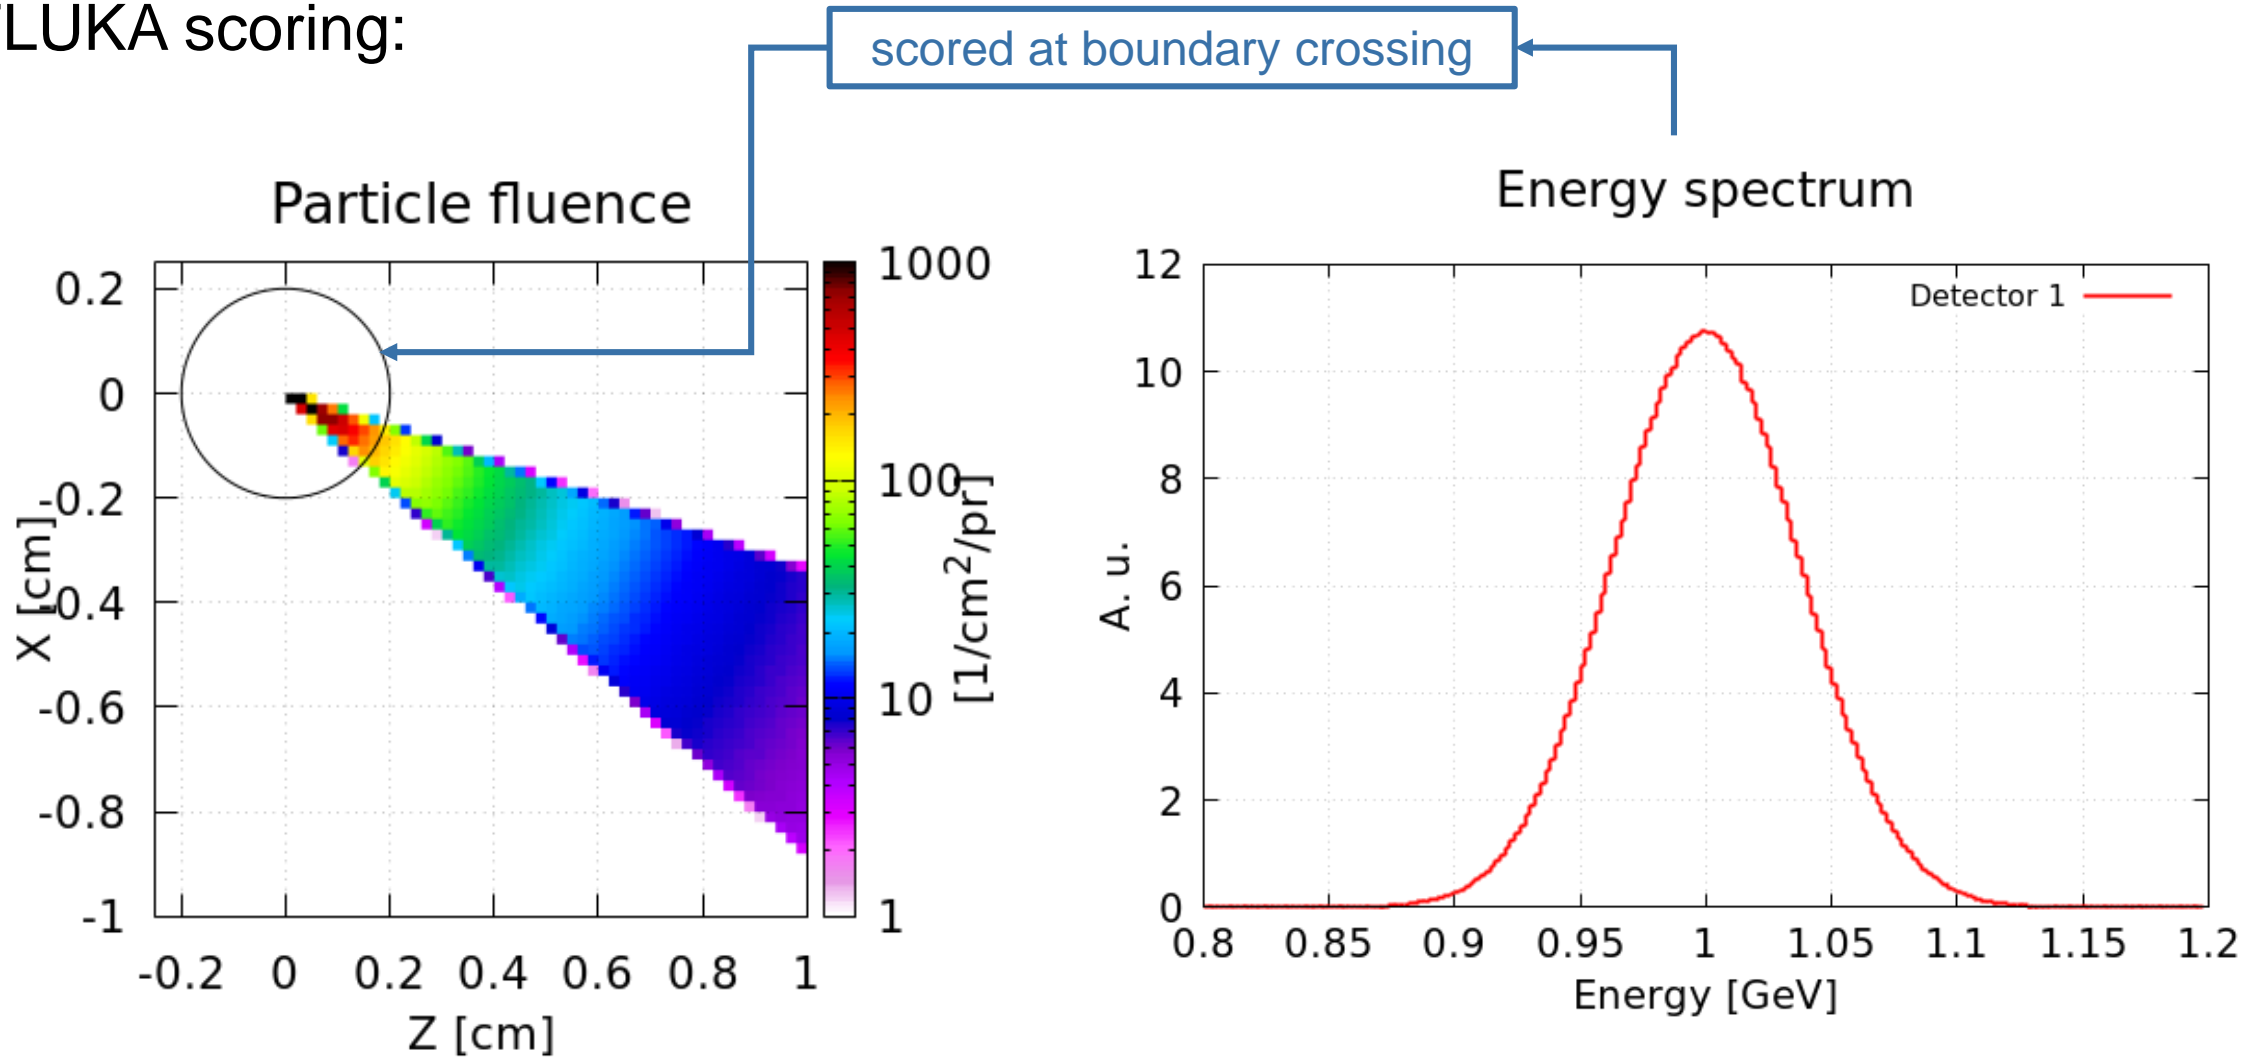 FLUKA scoring:
scored at boundary crossing
Particle fluence
0.2
0
-0.2
-0.4
-0.6
-0.8
-1
X [cm]
-0.2 0 0.2 0.4 0.6 0.8 1
Z [cm]
1000
100
10
1
[1/cm²/pr]
Energy spectrum
Detector 1
12
10
8
6
4
2
0
A. u.
0.8 0.85 0.9 0.95 1 1.05 1.1 1.15 1.2
Energy [GeV]